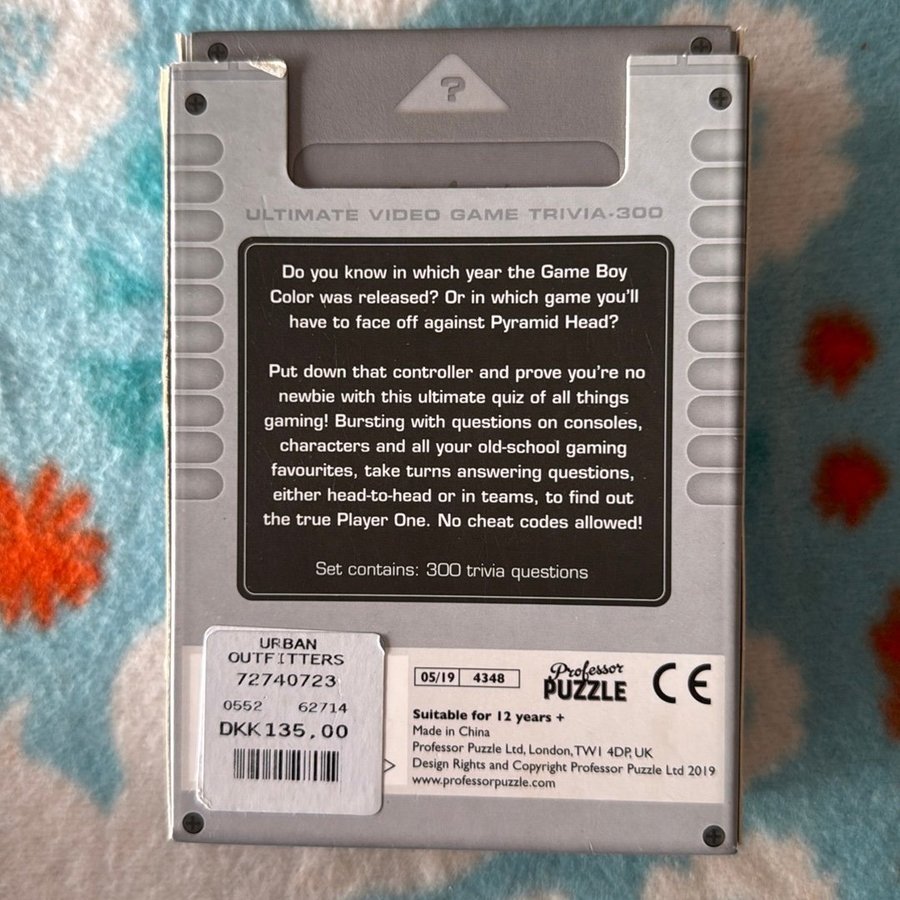 ?
ULTIMATE VIDEO GAME TRIVIA·300
Do you know in which year the Game Boy
Color was released? Or in which game you'll
have to face off against Pyramid Head?
Put down that controller and prove you're no
newbie with this ultimate quiz of all things
gaming! Bursting with questions on consoles,
characters and all your old-school gaming
favourites, take turns answering questions,
either head-to-head or in teams, to find out
the true Player One. No cheat codes allowed!
Set contains: 300 trivia questions
URBAN
OUTFITTERS
72740723
0552 62714
DKK135,00
05/19 4348
Professor
PUZZLE
CE
Suitable for 12 years +
Made in China
Professor Puzzle Ltd, London, TW1 4DP, UK
Design Rights and Copyright Professor Puzzle Ltd 2019
www.professorpuzzle.com